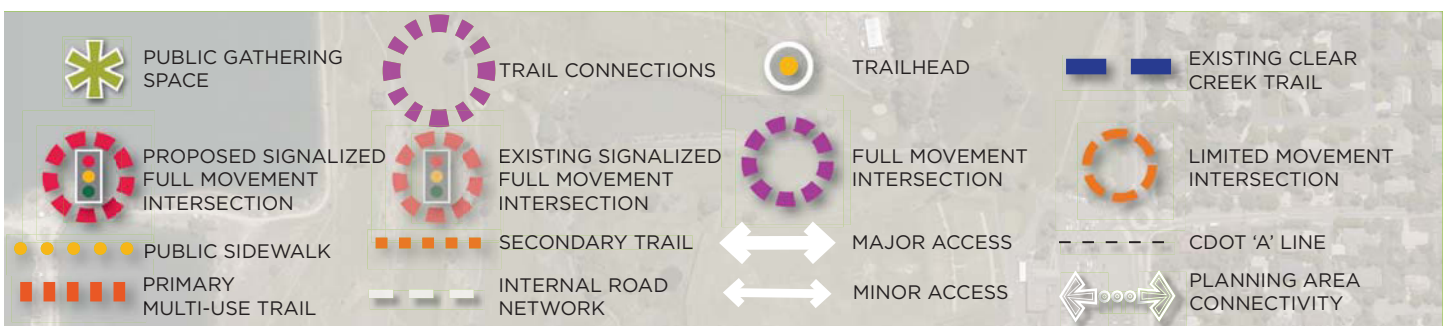 PUBLIC GATHERING
SPACE
TRAIL CONNECTIONS
TRAILHEAD
EXISTING CLEAR
CREEK TRAIL
PROPOSED SIGNALIZED
FULL MOVEMENT
INTERSECTION
EXISTING SIGNALIZED
FULL MOVEMENT
INTERSECTION
FULL MOVEMENT
INTERSECTION
LIMITED MOVEMENT
INTERSECTION
PUBLIC SIDEWALK
SECONDARY TRAIL
MAJOR ACCESS
CDOT ‘A’ LINE
PRIMARY
MULTI-USE TRAIL
INTERNAL ROAD
NETWORK
MINOR ACCESS
PLANNING AREA
CONNECTIVITY